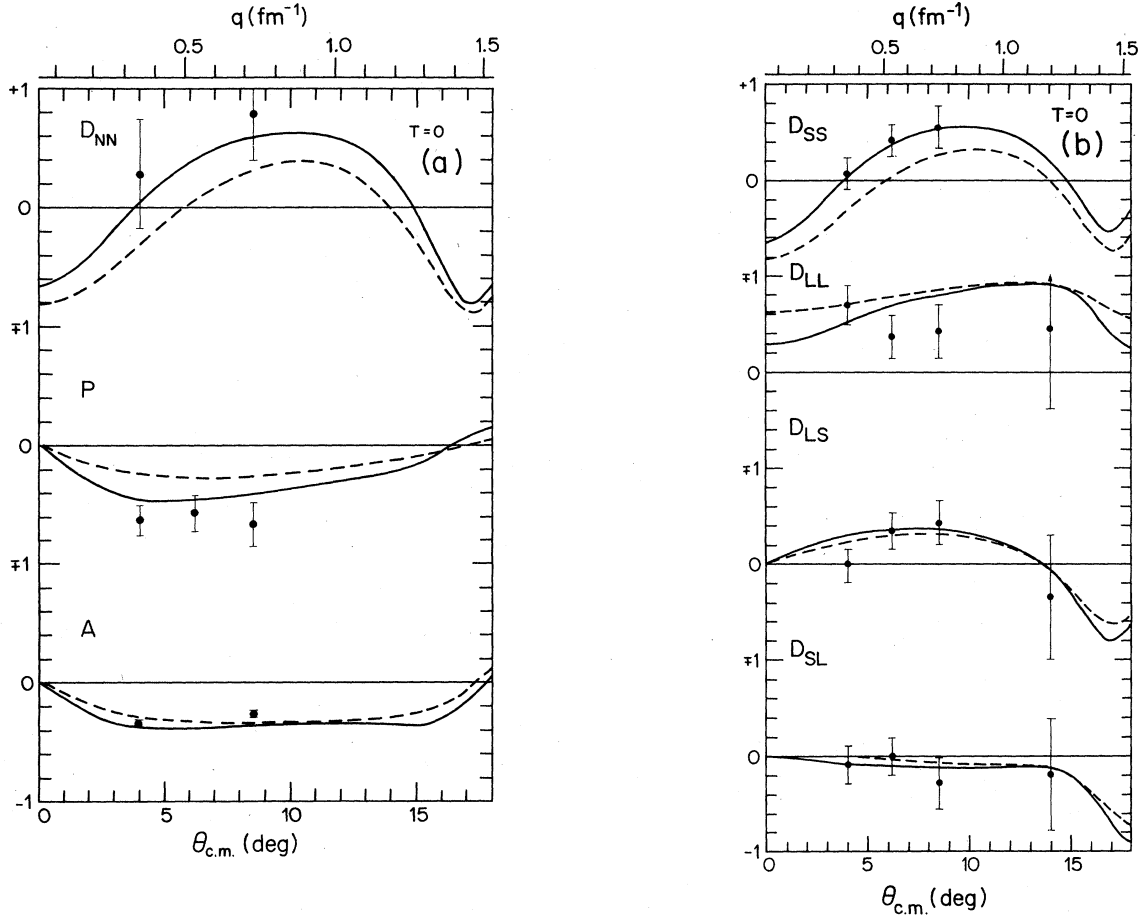 q (fm⁻¹)
0.5 1.0 1.5
+1
D_NN
T=0
(a)
0
∓1
P
0
∓1
A
0
-1
0 5 10 15
θ_c.m. (deg)
q (fm⁻¹)
0.5 1.0 1.5
D_SS
T=0
(b)
0
∓1
D_LL
0
D_LS
∓1
0
∓1
D_SL
0
-1
0 5 10 15
θ_c.m. (deg)